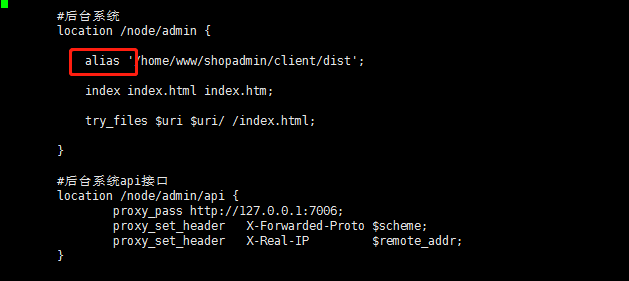 #后台系统
location /node/admin {
alias '/home/www/shopadmin/client/dist';
index index.html index.htm;
try_files $uri $uri/ /index.html;
}
#后台系统api接口
location /node/admin/api {
proxy_pass http://127.0.0.1:7006;
proxy_set_header X-Forwarded-Proto $scheme;
proxy_set_header X-Real-IP $remote_addr;
}